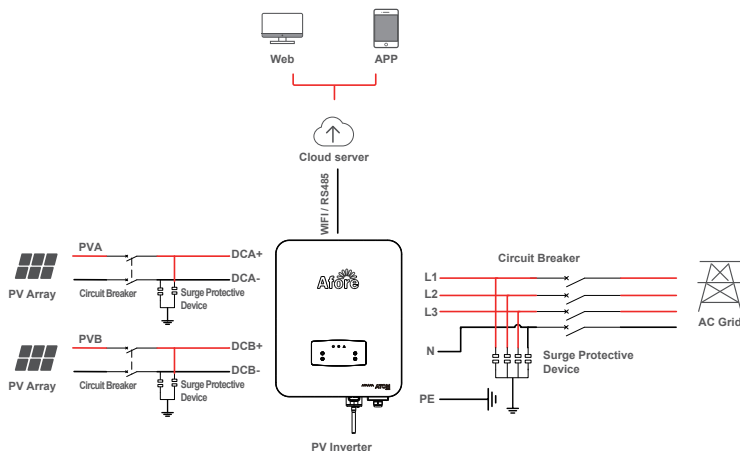 Web
APP
Cloud server
WIFI / RS485
PVA
DCA+
DCA-
PV Array
Circuit Breaker
Surge Protective
Device
PVB
DCB+
DCB-
PV Array
Circuit Breaker
Surge Protective
Device
Afore
PV Inverter
Circuit Breaker
L1
L2
L3
N
AC Grid
Surge Protective
Device
PE